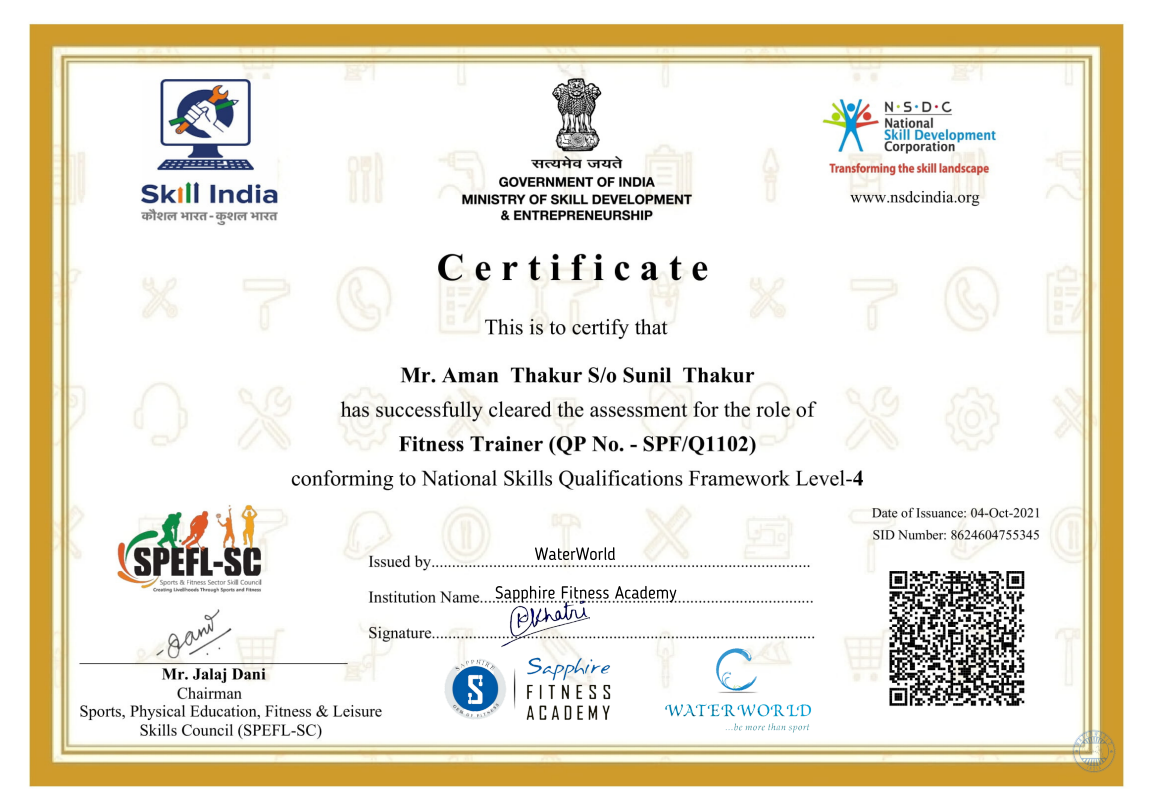 Skill India
कौशल भारत - कुशल भारत
सत्यमेव जयते
GOVERNMENT OF INDIA
MINISTRY OF SKILL DEVELOPMENT
& ENTREPRENEURSHIP
N·S·D·C
National
Skill Development
Corporation
Transforming the skill landscape
www.nsdcindia.org
Certificate
This is to certify that
Mr. Aman Thakur S/o Sunil Thakur
has successfully cleared the assessment for the role of
Fitness Trainer (QP No. - SPF/Q1102)
conforming to National Skills Qualifications Framework Level-4
Date of Issuance: 04-Oct-2021
SID Number: 8624604755345
SPEFL-SC
Sports & Fitness Sector Skill Council
Creating Livelihoods Through Sports and Fitness
Issued by WaterWorld
Institution Name Sapphire Fitness Academy
Signature PKhatri
Mr. Jalaj Dani
Chairman
Sports, Physical Education, Fitness & Leisure
Skills Council (SPEFL-SC)
SAPPHIRE
S
GEM OF FITNESS
Sapphire
FITNESS
ACADEMY
WATERWORLD
...be more than sport